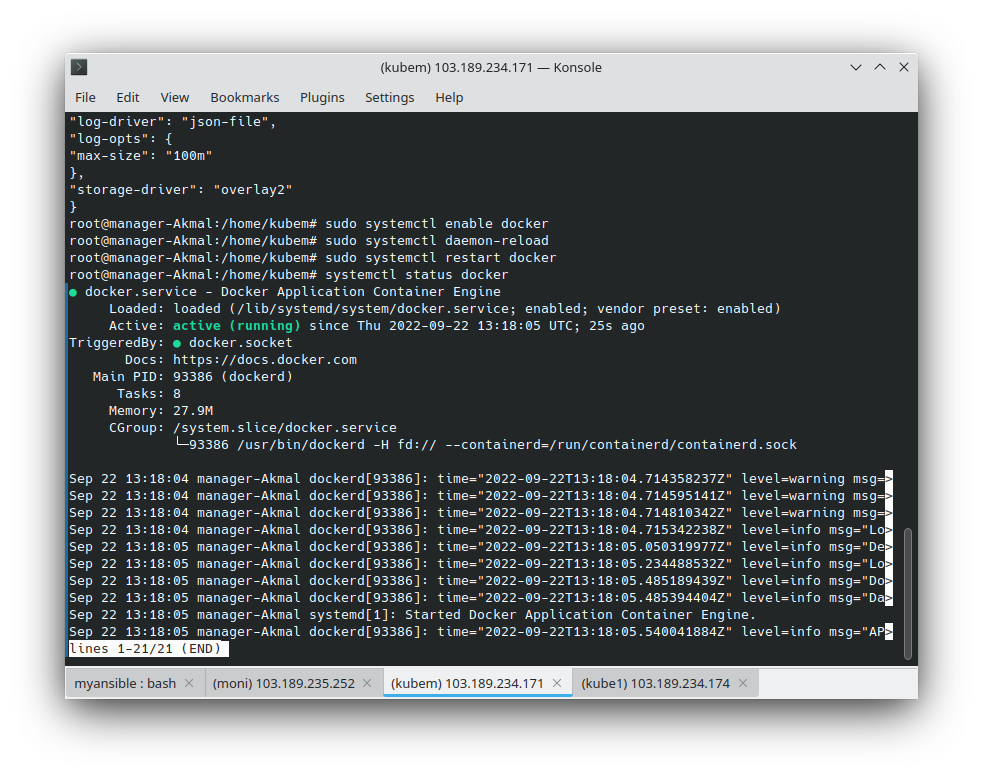 (kubem) 103.189.234.171 — Konsole
File Edit View Bookmarks Plugins Settings Help
"log-driver": "json-file",
"log-opts": {
"max-size": "100m"
},
"storage-driver": "overlay2"
}
root@manager-Akmal:/home/kubem# sudo systemctl enable docker
root@manager-Akmal:/home/kubem# sudo systemctl daemon-reload
root@manager-Akmal:/home/kubem# sudo systemctl restart docker
root@manager-Akmal:/home/kubem# systemctl status docker
● docker.service - Docker Application Container Engine
Loaded: loaded (/lib/systemd/system/docker.service; enabled; vendor preset: enabled)
Active: active (running) since Thu 2022-09-22 13:18:05 UTC; 25s ago
TriggeredBy: ● docker.socket
Docs: https://docs.docker.com
Main PID: 93386 (dockerd)
Tasks: 8
Memory: 27.9M
CGroup: /system.slice/docker.service
└─93386 /usr/bin/dockerd -H fd:// --containerd=/run/containerd/containerd.sock
Sep 22 13:18:04 manager-Akmal dockerd[93386]: time="2022-09-22T13:18:04.714358237Z" level=warning msg=>
Sep 22 13:18:04 manager-Akmal dockerd[93386]: time="2022-09-22T13:18:04.714595141Z" level=warning msg=>
Sep 22 13:18:04 manager-Akmal dockerd[93386]: time="2022-09-22T13:18:04.714810342Z" level=warning msg=>
Sep 22 13:18:04 manager-Akmal dockerd[93386]: time="2022-09-22T13:18:04.715342238Z" level=info msg="Lo>
Sep 22 13:18:05 manager-Akmal dockerd[93386]: time="2022-09-22T13:18:05.050319977Z" level=info msg="De>
Sep 22 13:18:05 manager-Akmal dockerd[93386]: time="2022-09-22T13:18:05.234488532Z" level=info msg="Lo>
Sep 22 13:18:05 manager-Akmal dockerd[93386]: time="2022-09-22T13:18:05.485189439Z" level=info msg="Do>
Sep 22 13:18:05 manager-Akmal dockerd[93386]: time="2022-09-22T13:18:05.485394404Z" level=info msg="Da>
Sep 22 13:18:05 manager-Akmal systemd[1]: Started Docker Application Container Engine.
Sep 22 13:18:05 manager-Akmal dockerd[93386]: time="2022-09-22T13:18:05.540041884Z" level=info msg="AP>
lines 1-21/21 (END)
myansible : bash (moni) 103.189.235.252 (kubem) 103.189.234.171 (kube1) 103.189.234.174